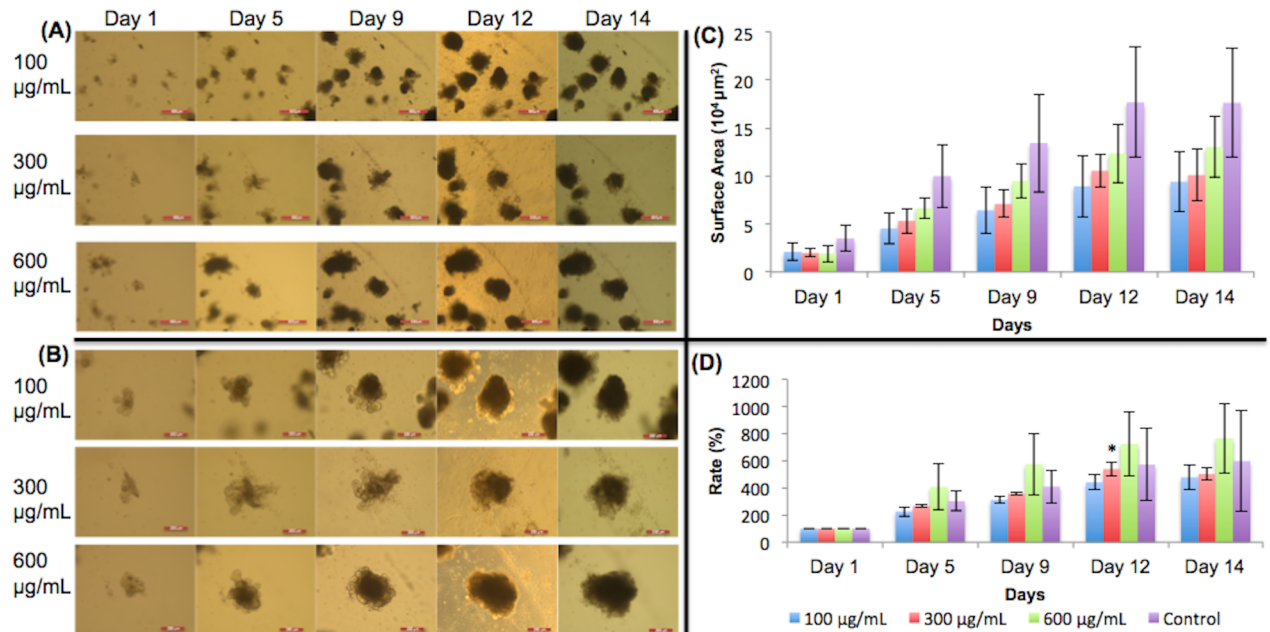 Day 1 Day 5 Day 9 Day 12 Day 14
(A)
100
µg/mL
300
µg/mL
600
µg/mL
(B)
100
µg/mL
300
µg/mL
600
µg/mL
(C)
Surface Area (10⁴ µm²)
25
20
15
10
5
0
Day 1 Day 5 Day 9 Day 12 Day 14
Days
(D)
Rate (%)
1200
1000
800
600
400
200
0
*
Day 1 Day 5 Day 9 Day 12 Day 14
Days
100 µg/mL 300 µg/mL 600 µg/mL Control